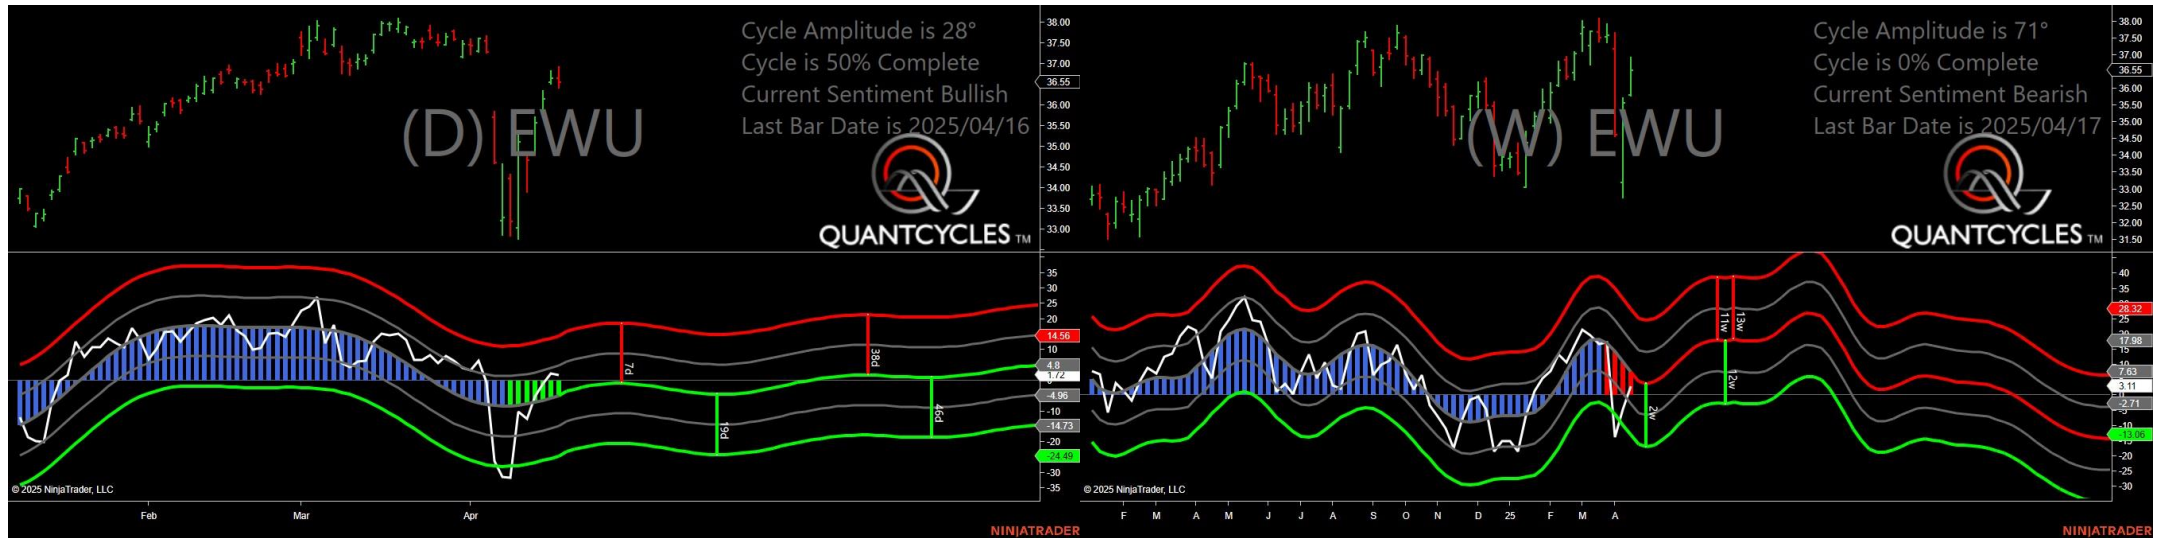 Cycle Amplitude is 28°
Cycle is 50% Complete
Current Sentiment Bullish
Last Bar Date is 2025/04/16
(D) EWU
QUANTCYCLES TM
38.00
37.50
37.00
36.55
36.00
35.50
35.00
34.50
34.00
33.50
33.00
35
30
25
20
14.56
10
4.8
1.72
-4.96
-10
-14.73
-20
-24.49
-30
-35
7d
19d
38d
46d
© 2025 NinjaTrader, LLC
Feb
Mar
Apr
NINJATRADER
Cycle Amplitude is 71°
Cycle is 0% Complete
Current Sentiment Bearish
Last Bar Date is 2025/04/17
(W) EWU
QUANTCYCLES TM
38.00
37.50
37.00
36.55
36.00
35.50
35.00
34.50
34.00
33.50
33.00
32.50
32.00
31.50
40
35
28.32
25
17.98
15
7.63
3.11
-2.71
-13.06
-20
-25
-30
2w
11w
13w
12w
© 2025 NinjaTrader, LLC
F
M
A
M
J
J
A
S
O
N
D
25
F
M
A
NINJATRADER